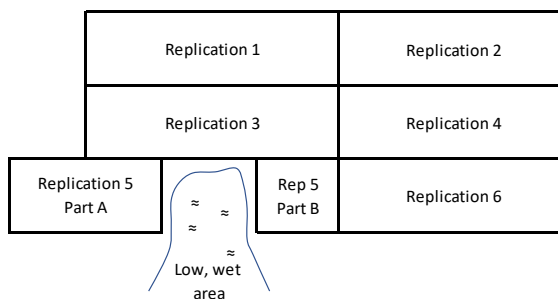 Replication 1
Replication 2
Replication 3
Replication 4
Replication 5
Part A
Rep 5
Part B
Replication 6
Low, wet
area